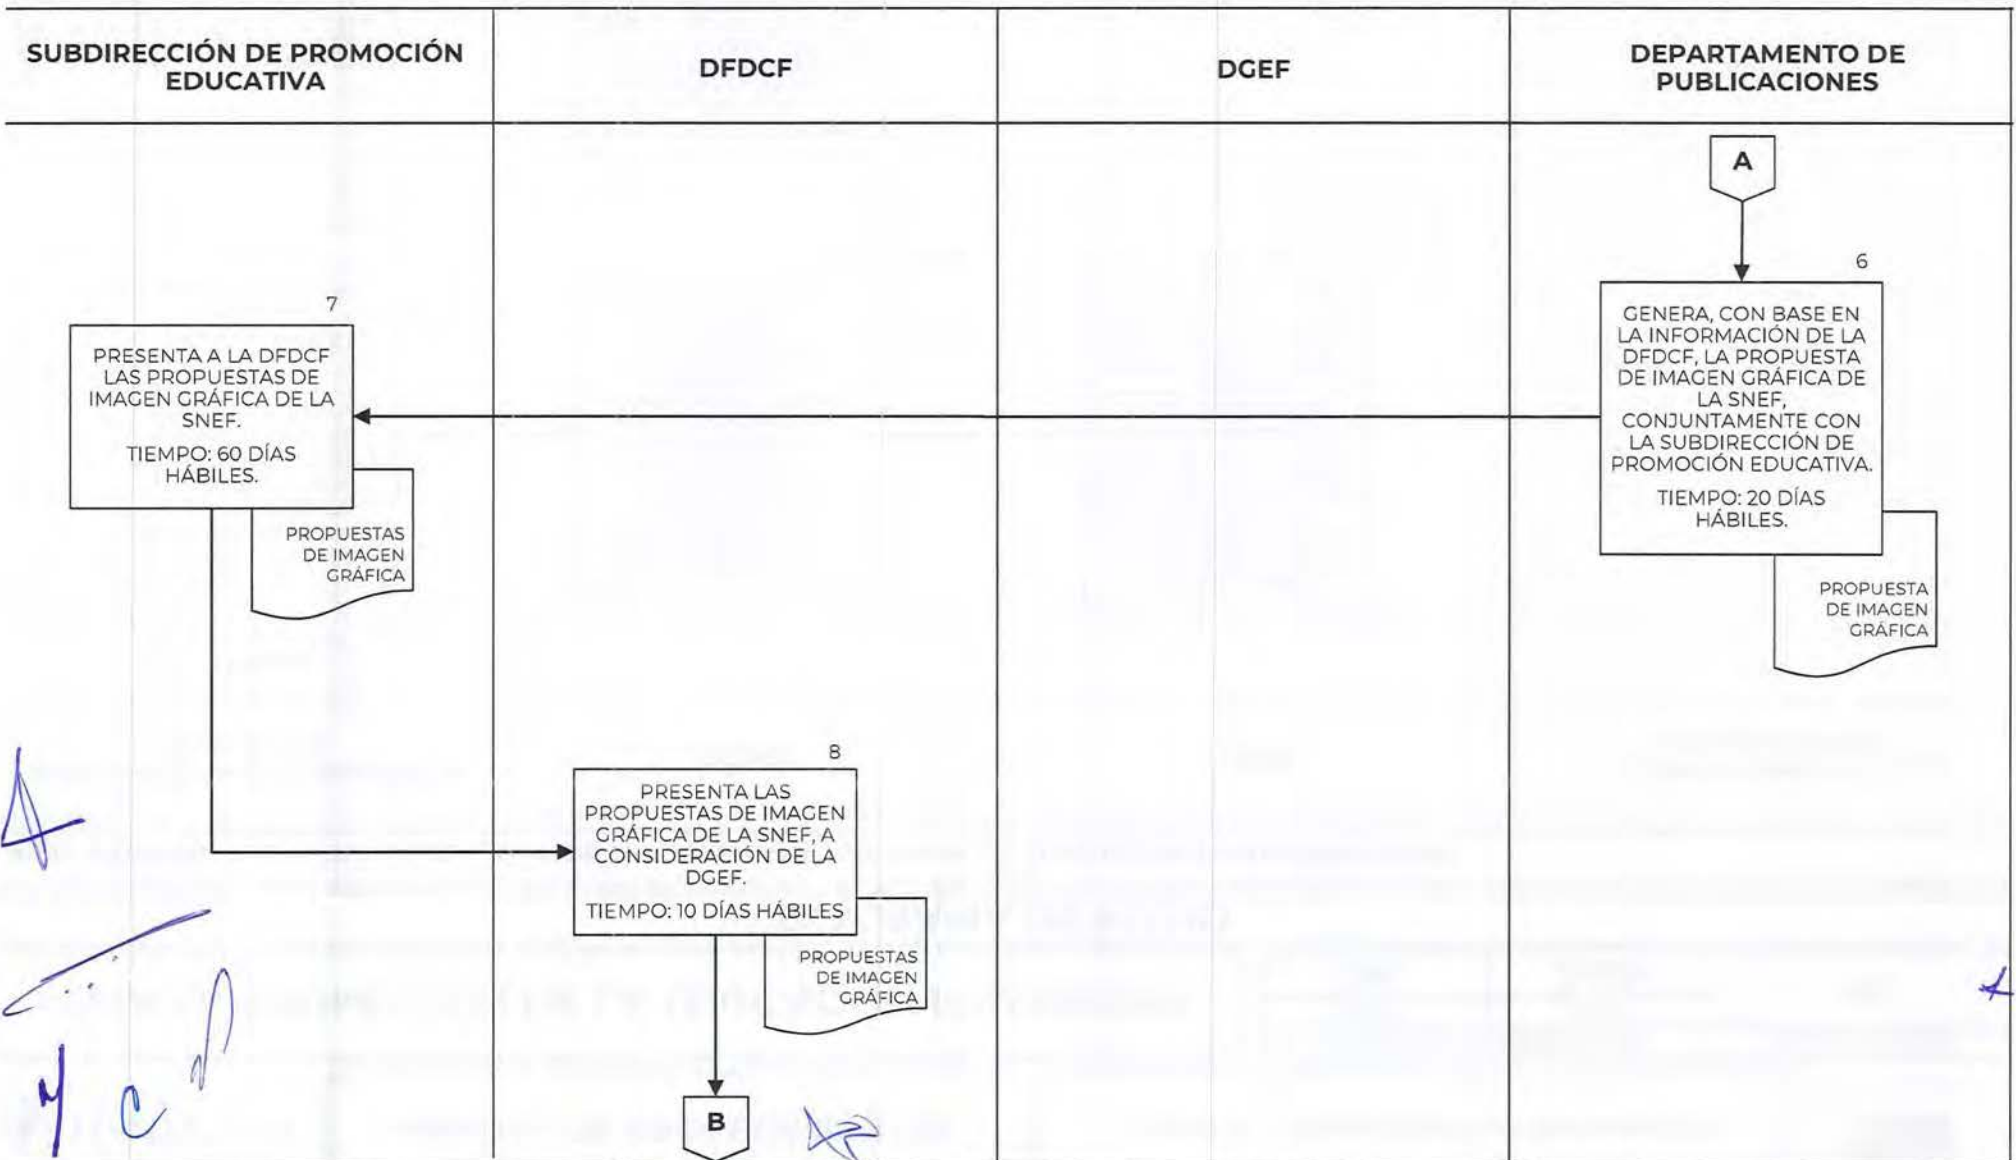 SUBDIRECCIÓN DE PROMOCIÓN
EDUCATIVA
DFDCF
DGEF
DEPARTAMENTO DE
PUBLICACIONES
A
6
GENERA, CON BASE EN
LA INFORMACIÓN DE LA
DFDCF, LA PROPUESTA
DE IMAGEN GRÁFICA DE
LA SNEF,
CONJUNTAMENTE CON
LA SUBDIRECCIÓN DE
PROMOCIÓN EDUCATIVA.
TIEMPO: 20 DÍAS
HÁBILES.
PROPUESTA
DE IMAGEN
GRÁFICA
7
PRESENTA A LA DFDCF
LAS PROPUESTAS DE
IMAGEN GRÁFICA DE LA
SNEF.
TIEMPO: 60 DÍAS
HÁBILES.
PROPUESTAS
DE IMAGEN
GRÁFICA
8
PRESENTA LAS
PROPUESTAS DE IMAGEN
GRÁFICA DE LA SNEF, A
CONSIDERACIÓN DE LA
DGEF.
TIEMPO: 10 DÍAS HÁBILES
PROPUESTAS
DE IMAGEN
GRÁFICA
B